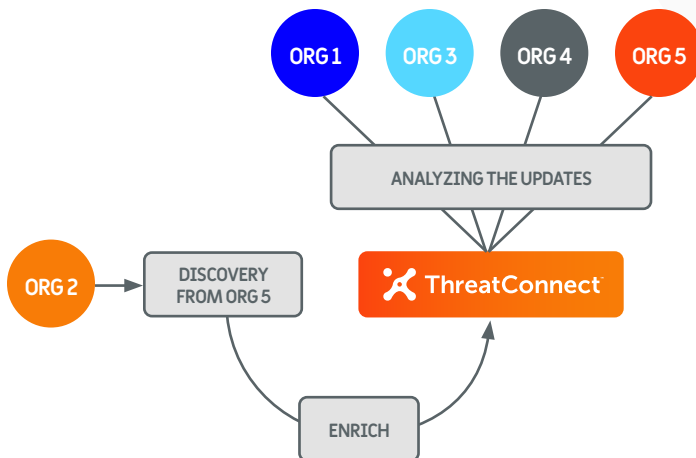 ORG 1
ORG 3
ORG 4
ORG 5
ANALYZING THE UPDATES
ORG 2
DISCOVERY
FROM ORG 5
ThreatConnect
ENRICH